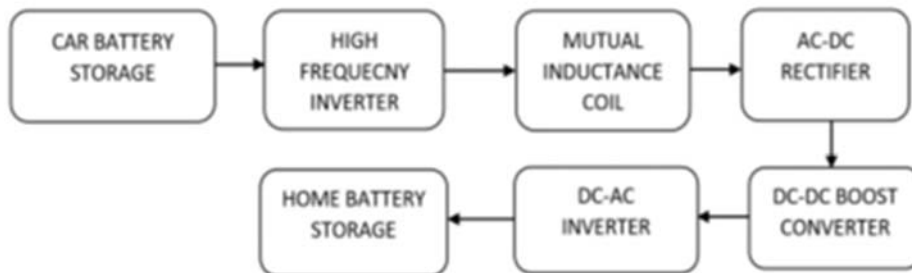 CAR BATTERY
STORAGE
HIGH
FREQUECNY
INVERTER
MUTUAL
INDUCTANCE
COIL
AC-DC
RECTIFIER
HOME BATTERY
STORAGE
DC-AC
INVERTER
DC-DC BOOST
CONVERTER